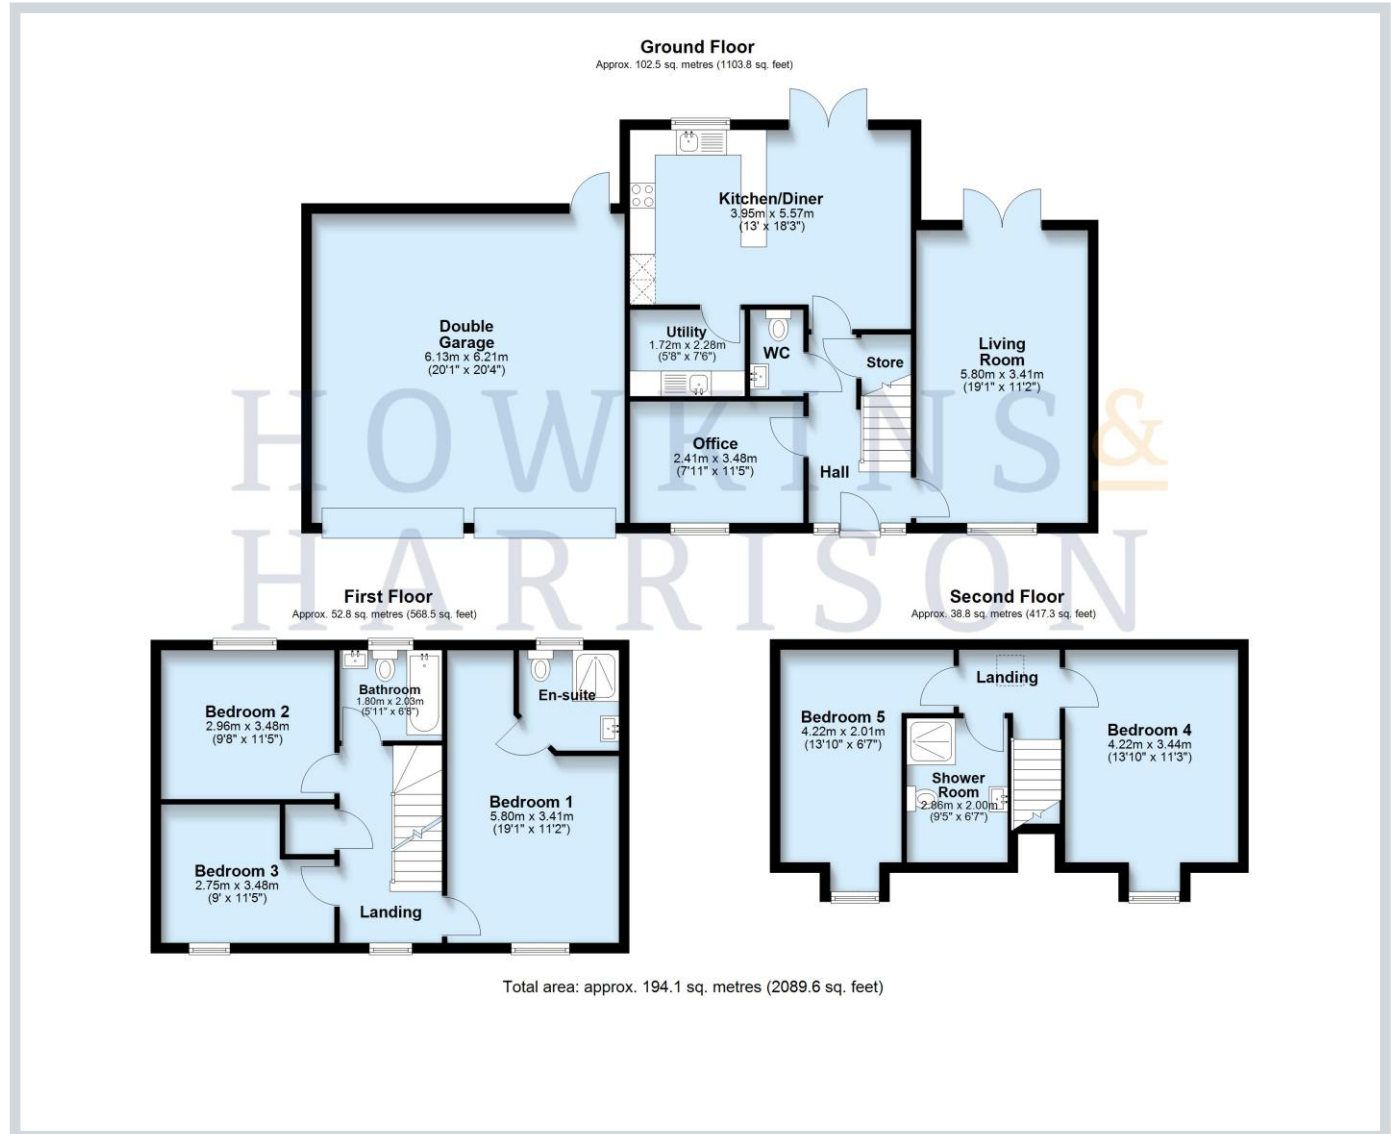 Ground Floor
Approx. 102.5 sq. metres (1103.8 sq. feet)
Kitchen/Diner
3.95m x 5.57m
(13' x 18'3")
Double
Garage
6.13m x 6.21m
(20'1" x 20'4")
Utility
1.72m x 2.28m
(5'8" x 7'6")
WC
Store
Living
Room
5.80m x 3.41m
(19'1" x 11'2")
Office
2.41m x 3.48m
(7'11" x 11'5")
Hall
HOWKINS &
HARRISON
First Floor
Approx. 52.8 sq. metres (568.5 sq. feet)
Bedroom 2
2.96m x 3.48m
(9'8" x 11'5")
Bathroom
1.80m x 2.03m
(5'11" x 6'8")
En-suite
Bedroom 1
5.80m x 3.41m
(19'1" x 11'2")
Bedroom 3
2.75m x 3.48m
(9' x 11'5")
Landing
Second Floor
Approx. 38.8 sq. metres (417.3 sq. feet)
Landing
Bedroom 5
4.22m x 2.01m
(13'10" x 6'7")
Bedroom 4
4.22m x 3.44m
(13'10" x 11'3")
Shower
Room
2.86m x 2.00m
(9'5" x 6'7")
Total area: approx. 194.1 sq. metres (2089.6 sq. feet)